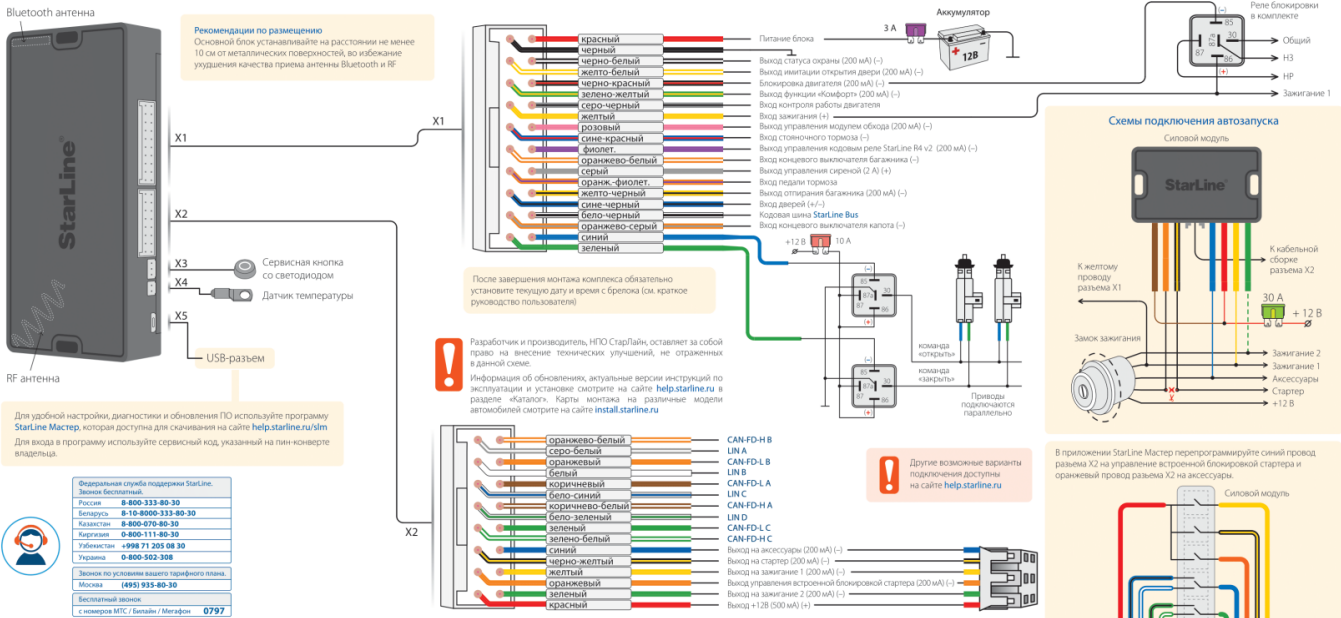 Bluetooth антенна
Рекомендации по размещению
Основной блок устанавливайте на расстоянии не менее
10 см от металлических поверхностей, во избежание
ухудшения качества приема антенны Bluetooth и RF
StarLine
X1
X2
X3
X4
X5
Сервисная кнопка
со светодиодом
Датчик температуры
USB-разъем
RF антенна
Для удобной настройки, диагностики и обновления ПО используйте программу
StarLine Мастер, которая доступна для скачивания на сайте help.starline.ru/slm
Для входа в программу используйте сервисный код, указанный на пин-конверте
владельца.
Федеральная служба поддержки StarLine.
Звонок бесплатный.
Россия 8-800-333-80-30
Беларусь 8-10-8000-333-80-30
Казахстан 8-800-070-80-30
Киргизия 0-800-111-80-30
Узбекистан +998 71 205 08 30
Украина 0-800-502-308
Звонок по условиям вашего тарифного плана.
Москва (495) 935-80-30
Бесплатный звонок
с номеров МТС / Билайн / Мегафон 0797
X1
красный Питание блока
черный
черно-белый Выход статуса охраны (200 мА) (–)
желто-белый Выход имитации открытия двери (200 мА) (–)
черно-красный Блокировка двигателя (200 мА) (–)
зелено-желтый Выход функции «Комфорт» (200 мА) (–)
серо-черный Вход контроля работы двигателя
желтый Вход зажигания (+)
розовый Выход управления модулем обхода (200 мА) (–)
сине-красный Вход стояночного тормоза (–)
фиолет. Выход управления кодовым реле StarLine R4 v2 (200 мА) (–)
оранжево-белый Вход концевого выключателя багажника (–)
серый Выход управления сиреной (2 А) (+)
оранж.-фиолет. Вход педали тормоза
желто-черный Выход отпирания багажника (200 мА) (–)
сине-черный Вход дверей (+/–)
бело-черный Кодовая шина StarLine Bus
оранжево-серый Вход концевого выключателя капота (–)
синий
зеленый
3 А
Аккумулятор
+ 12В –
Реле блокировки
в комплекте
(–)
85
87a
30
87
86
(+)
Общий
НЗ
НР
Зажигание 1
После завершения монтажа комплекса обязательно
установите текущую дату и время с брелока (см. краткое
руководство пользователя)
Разработчик и производитель, НПО СтарЛайн, оставляет за собой
право на внесение технических улучшений, не отраженных
в данной схеме.
Информация об обновлениях, актуальные версии инструкций по
эксплуатации и установке смотрите на сайте help.starline.ru в
разделе «Каталог». Карты монтажа на различные модели
автомобилей смотрите на сайте install.starline.ru
+12 В
10 А
(–)
85
30
87a
87
86
(+)
(–)
85
30
87a
87
86
(+)
команда
«открыть»
команда
«закрыть»
Приводы
подключаются
параллельно
X2
оранжево-белый CAN-FD-H B
серо-белый LIN A
оранжевый CAN-FD-L B
белый LIN B
коричневый CAN-FD-L A
бело-синий LIN C
коричнево-белый CAN-FD-H A
бело-зеленый LIN D
зеленый CAN-FD-L C
зелено-белый CAN-FD-H C
синий Выход на аксессуары (200 мА) (–)
черно-желтый Выход на стартер (200 мА) (–)
желтый Выход на зажигание 1 (200 мА) (–)
оранжевый Выход управления встроенной блокировкой стартера (200 мА) (–)
зеленый Выход на зажигание 2 (200 мА) (–)
красный Выход +12В (500 мА) (+)
Другие возможные варианты
подключения доступны
на сайте help.starline.ru
Схемы подключения автозапуска
Силовой модуль
StarLine
К кабельной
сборке
разъема X2
К желтому
проводу
разъема X1
30 А
+ 12 В
Замок зажигания
Зажигание 2
Зажигание 1
Аксессуары
Стартер
+12 В
В приложении StarLine Мастер перепрограммируйте синий провод
разъема X2 на управление встроенной блокировкой стартера и
оранжевый провод разъема X2 на аксессуары.
Силовой модуль